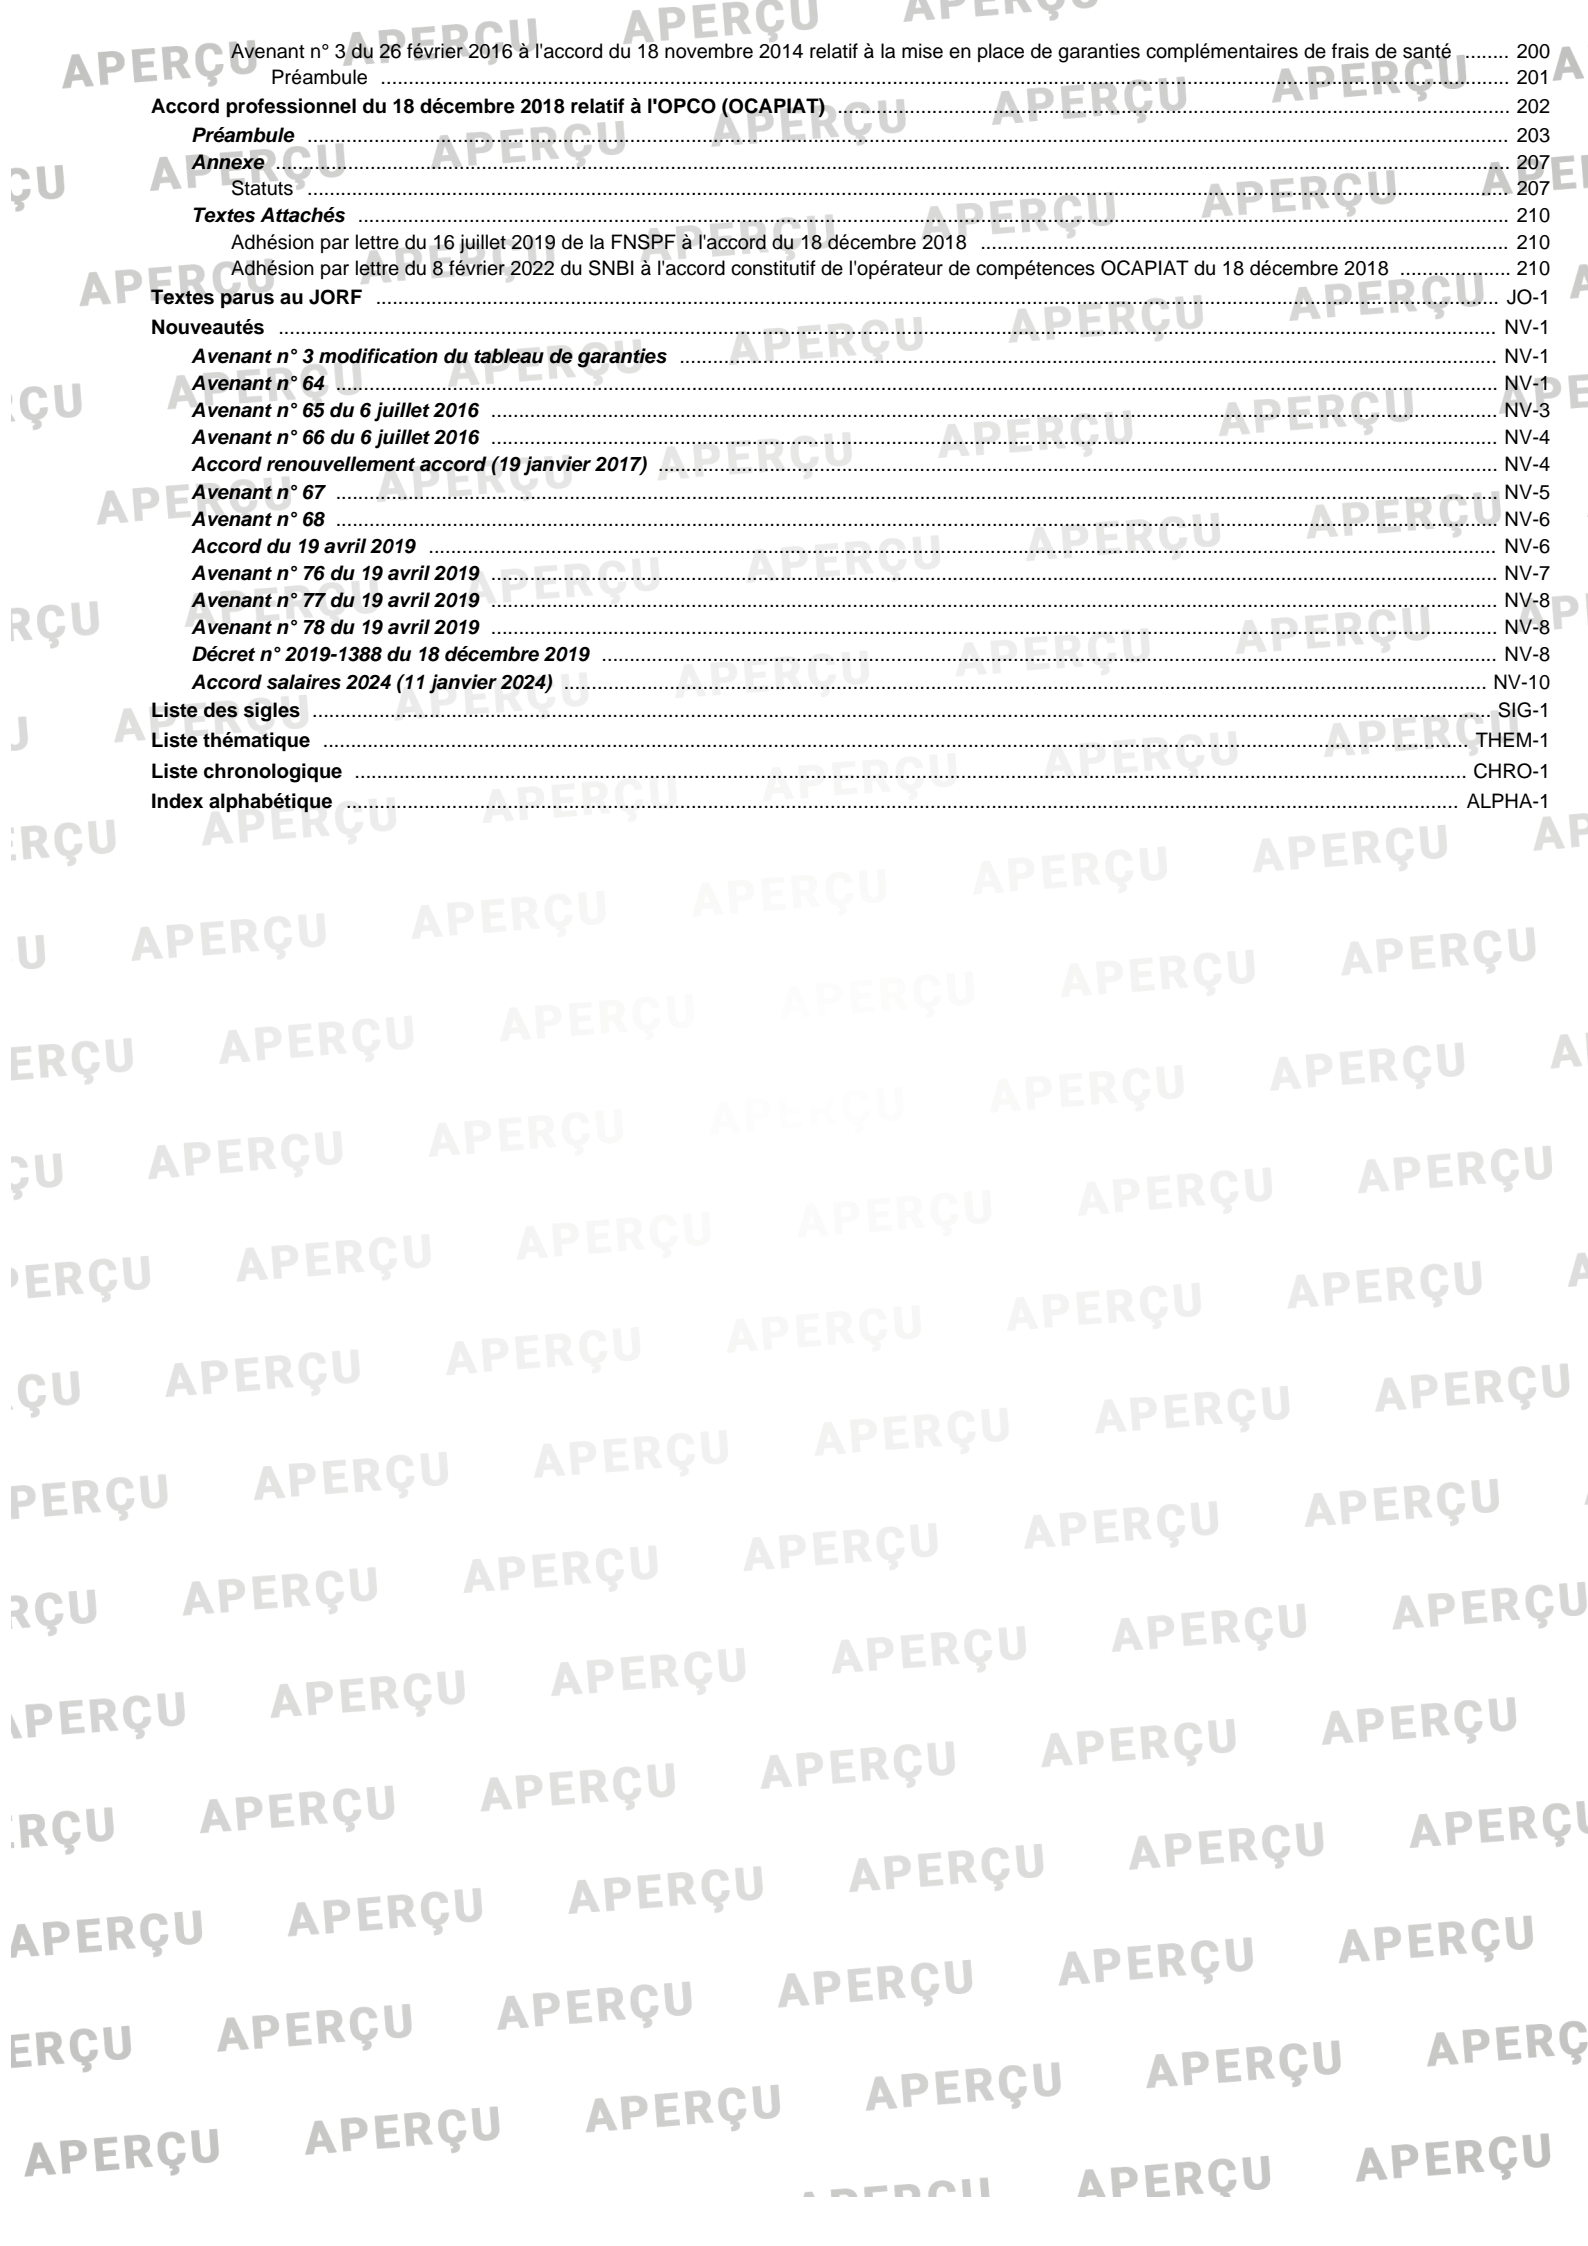 Avenant n° 3 du 26 février 2016 à l'accord du 18 novembre 2014 relatif à la mise en place de garanties complémentaires de frais de santé ........ 200
Préambule ........ 201
Accord professionnel du 18 décembre 2018 relatif à l'OPCO (OCAPIAT) ........ 202
Préambule ........ 203
Annexe ........ 207
Statuts ........ 207
Textes Attachés ........ 210
Adhésion par lettre du 16 juillet 2019 de la FNSPF à l'accord du 18 décembre 2018 ........ 210
Adhésion par lettre du 8 février 2022 du SNBI à l'accord constitutif de l'opérateur de compétences OCAPIAT du 18 décembre 2018 ........ 210
Textes parus au JORF ........ JO-1
Nouveautés ........ NV-1
Avenant n° 3 modification du tableau de garanties ........ NV-1
Avenant n° 64 ........ NV-1
Avenant n° 65 du 6 juillet 2016 ........ NV-3
Avenant n° 66 du 6 juillet 2016 ........ NV-4
Accord renouvellement accord (19 janvier 2017) ........ NV-4
Avenant n° 67 ........ NV-5
Avenant n° 68 ........ NV-6
Accord du 19 avril 2019 ........ NV-6
Avenant n° 76 du 19 avril 2019 ........ NV-7
Avenant n° 77 du 19 avril 2019 ........ NV-8
Avenant n° 78 du 19 avril 2019 ........ NV-8
Décret n° 2019-1388 du 18 décembre 2019 ........ NV-8
Accord salaires 2024 (11 janvier 2024) ........ NV-10
Liste des sigles ........ SIG-1
Liste thématique ........ THEM-1
Liste chronologique ........ CHRO-1
Index alphabétique ........ ALPHA-1
APERÇU